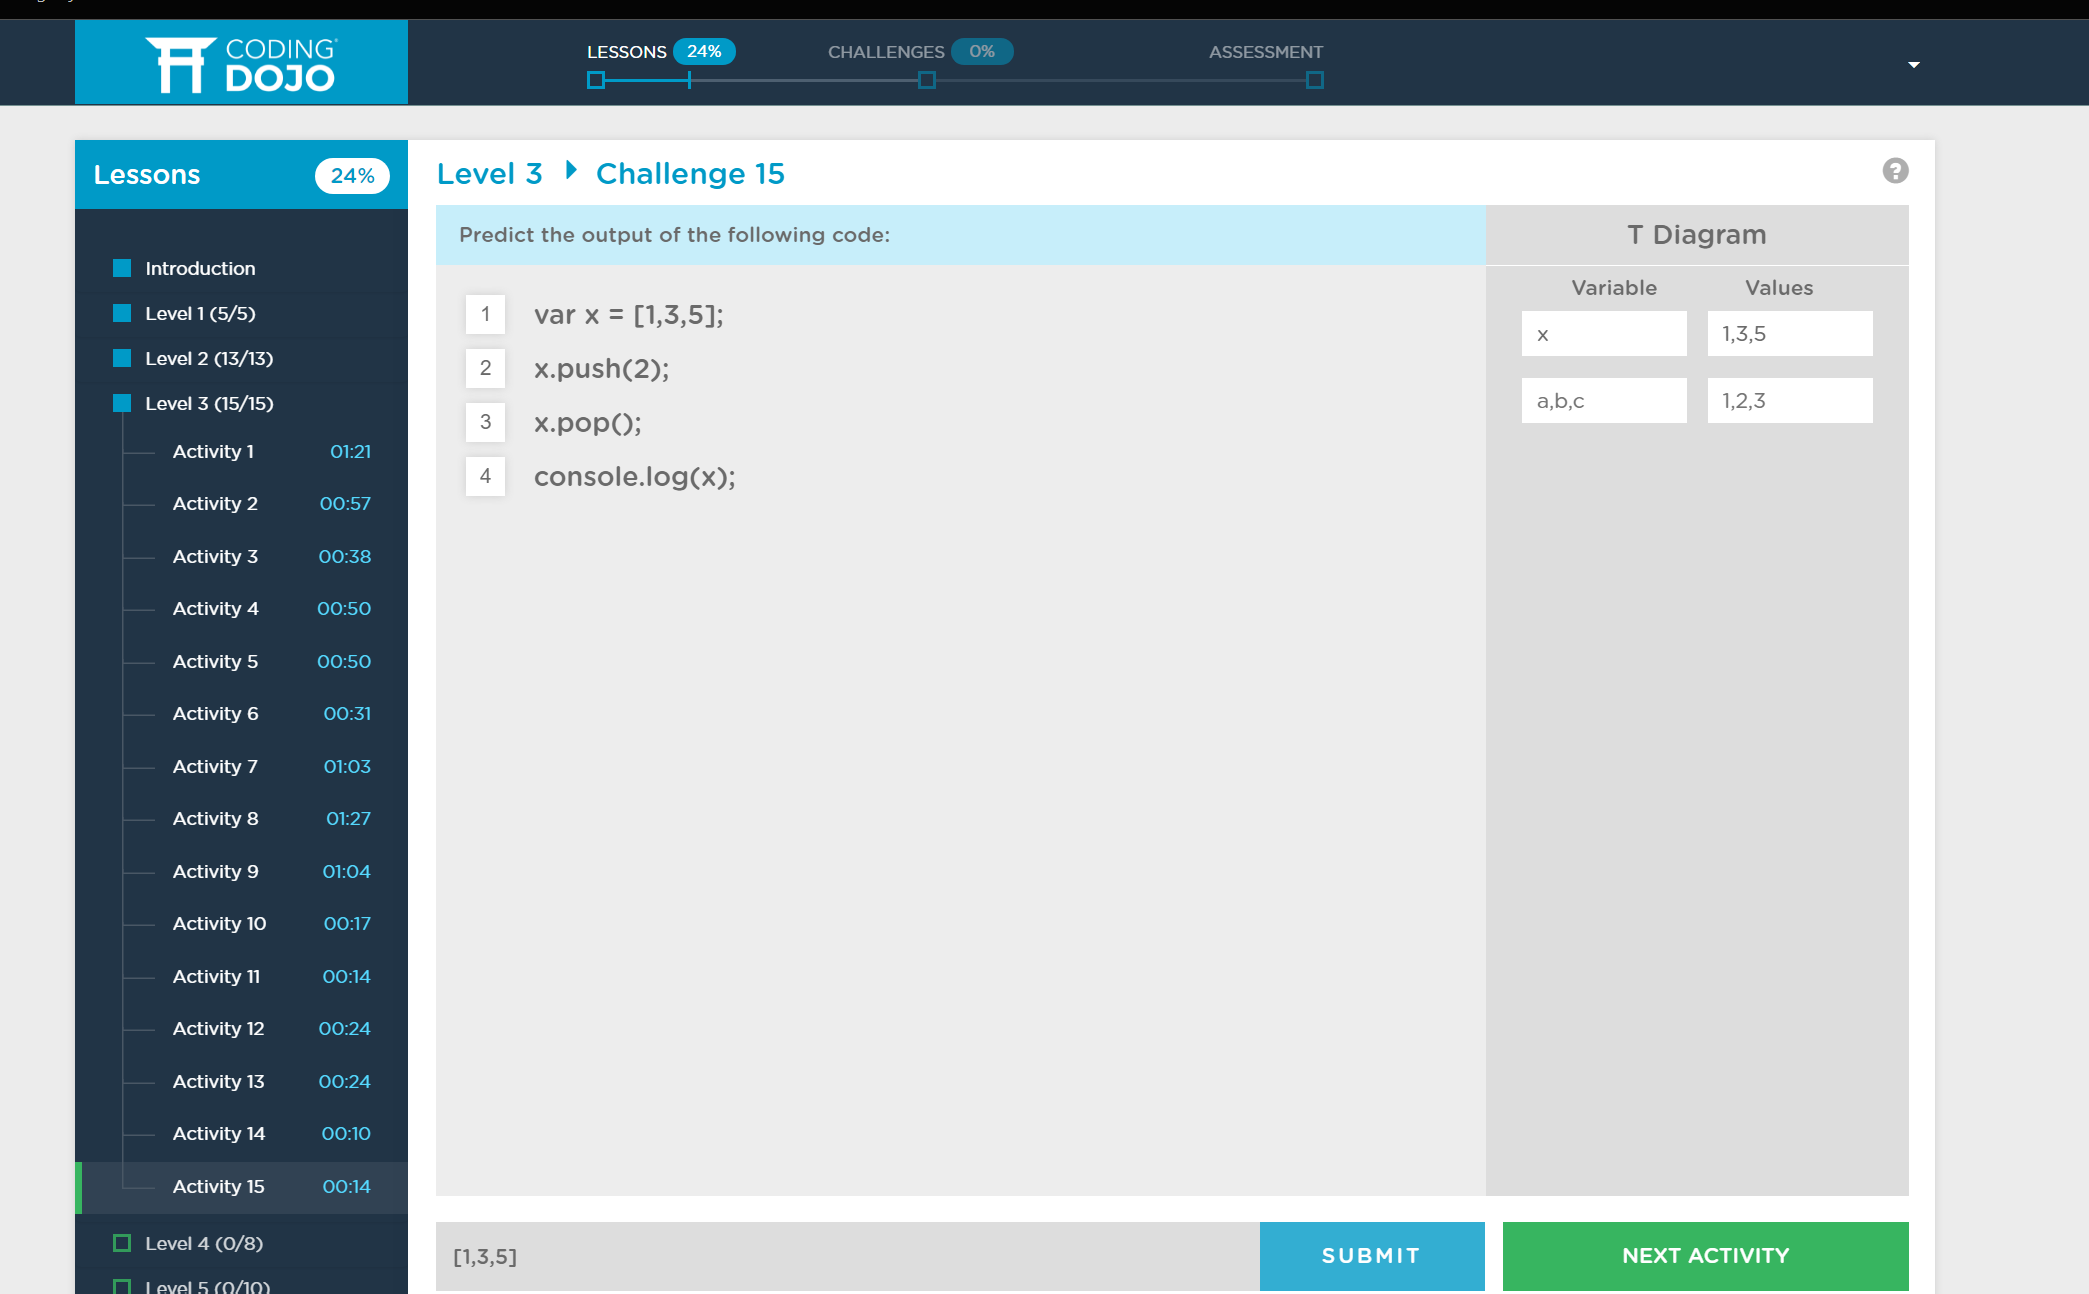 CODING
DOJO
LESSONS 24%
CHALLENGES 0%
ASSESSMENT
Lessons 24%
Introduction
Level 1 (5/5)
Level 2 (13/13)
Level 3 (15/15)
Activity 1 01:21
Activity 2 00:57
Activity 3 00:38
Activity 4 00:50
Activity 5 00:50
Activity 6 00:31
Activity 7 01:03
Activity 8 01:27
Activity 9 01:04
Activity 10 00:17
Activity 11 00:14
Activity 12 00:24
Activity 13 00:24
Activity 14 00:10
Activity 15 00:14
Level 4 (0/8)
Level 5 (0/10)
Level 3 Challenge 15
?
Predict the output of the following code:
1 var x = [1,3,5];
2 x.push(2);
3 x.pop();
4 console.log(x);
T Diagram
Variable Values
x 1,3,5
a,b,c 1,2,3
[1,3,5]
SUBMIT
NEXT ACTIVITY